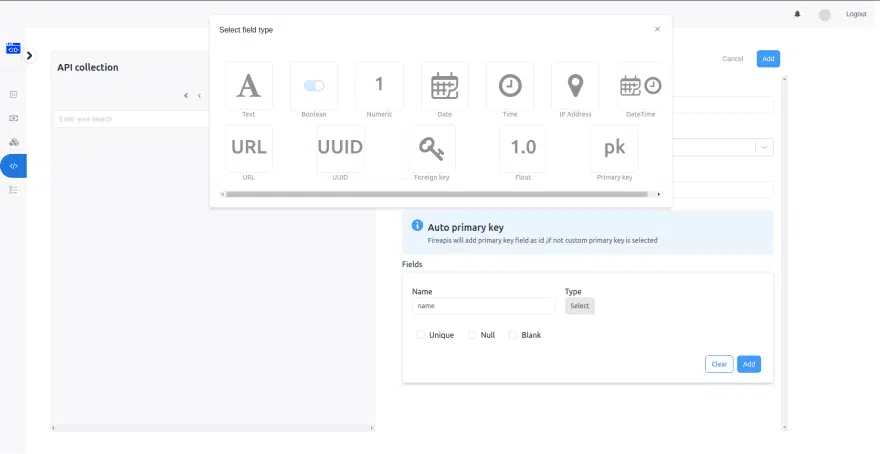 Select field type
×
Logout
API collection
Cancel
Add
A
1
Text
Boolean
Numeric
Date
Time
IP Address
DateTime
Enter your search
URL
UUID
1.0
pk
URL
UUID
Foreign key
Float
Primary key
Auto primary key
Fireapis will add primary key field as id ,if not custom primary key is selected
Fields
Name
Type
name
Select
Unique
Null
Blank
Clear
Add